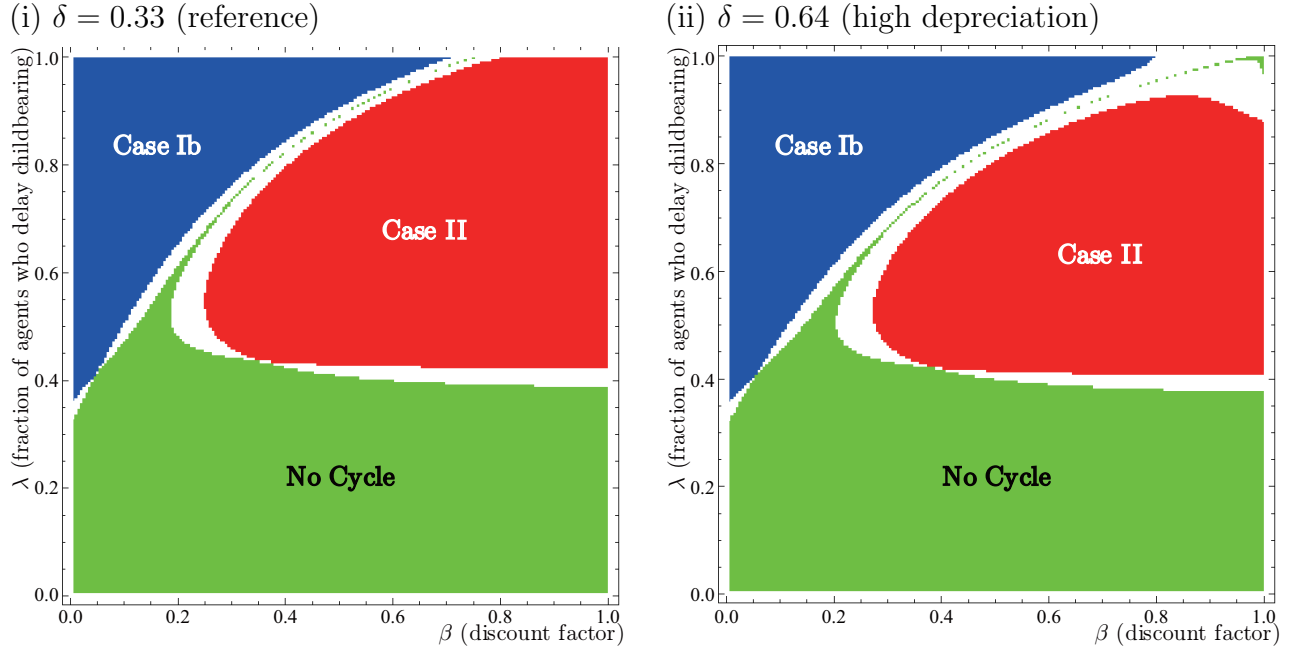 (i) δ = 0.33 (reference)
λ (fraction of agents who delay childbearing)
1.0
0.8
0.6
0.4
0.2
0.0
Case Ib
Case II
No Cycle
0.0 0.2 0.4 0.6 0.8 1.0
β (discount factor)
(ii) δ = 0.64 (high depreciation)
λ (fraction of agents who delay childbearing)
1.0
0.8
0.6
0.4
0.2
0.0
Case Ib
Case II
No Cycle
0.0 0.2 0.4 0.6 0.8 1.0
β (discount factor)